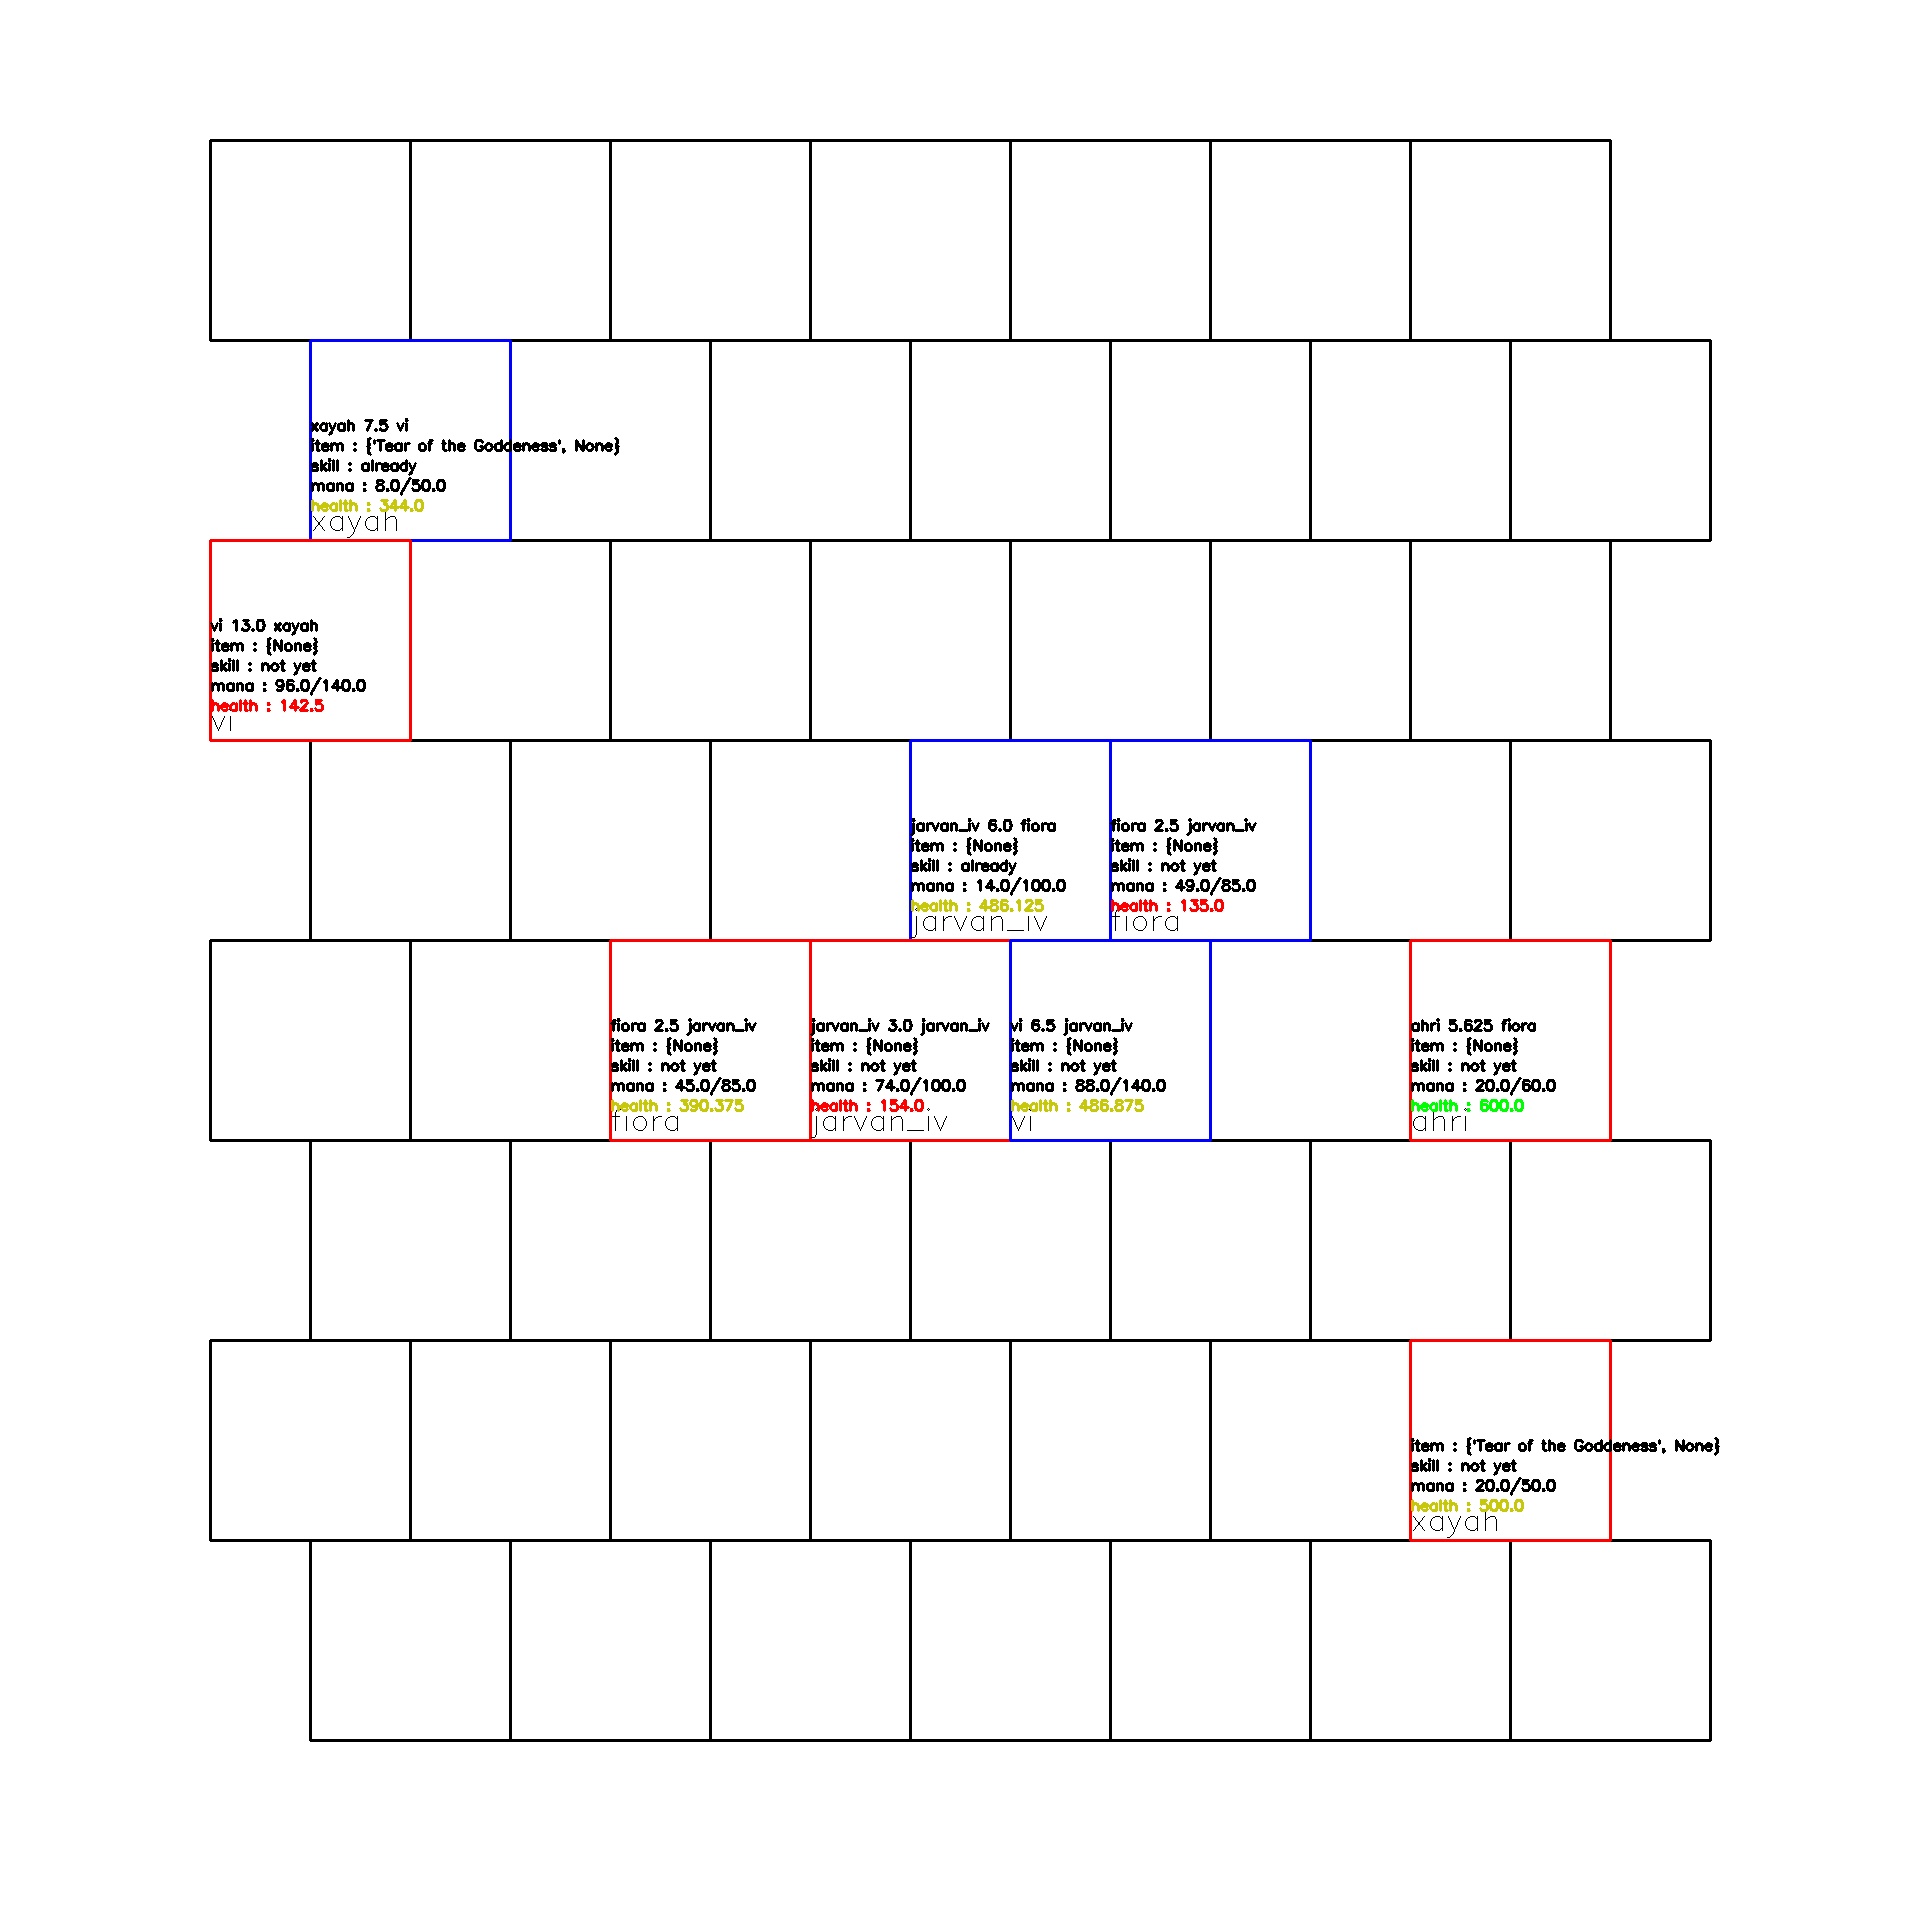 xayah 7.5 vi
item : {'Tear of the Goddeness', None}
skill : already
mana : 8.0/50.0
health : 344.0
xayah
vi 13.0 xayah
item : {None}
skill : not yet
mana : 96.0/140.0
health : 142.5
vi
jarvan_iv 6.0 fiora
item : {None}
skill : already
mana : 14.0/100.0
health : 486.125
jarvan_iv
fiora 2.5 jarvan_iv
item : {None}
skill : not yet
mana : 49.0/85.0
health : 135.0
fiora
fiora 2.5 jarvan_iv
item : {None}
skill : not yet
mana : 45.0/85.0
health : 390.375
fiora
jarvan_iv 3.0 jarvan_iv
item : {None}
skill : not yet
mana : 74.0/100.0
health : 154.0
jarvan_iv
vi 6.5 jarvan_iv
item : {None}
skill : not yet
mana : 88.0/140.0
health : 486.875
vi
ahri 5.625 fiora
item : {None}
skill : not yet
mana : 20.0/60.0
health : 600.0
ahri
item : {'Tear of the Goddeness', None}
skill : not yet
mana : 20.0/50.0
health : 500.0
xayah